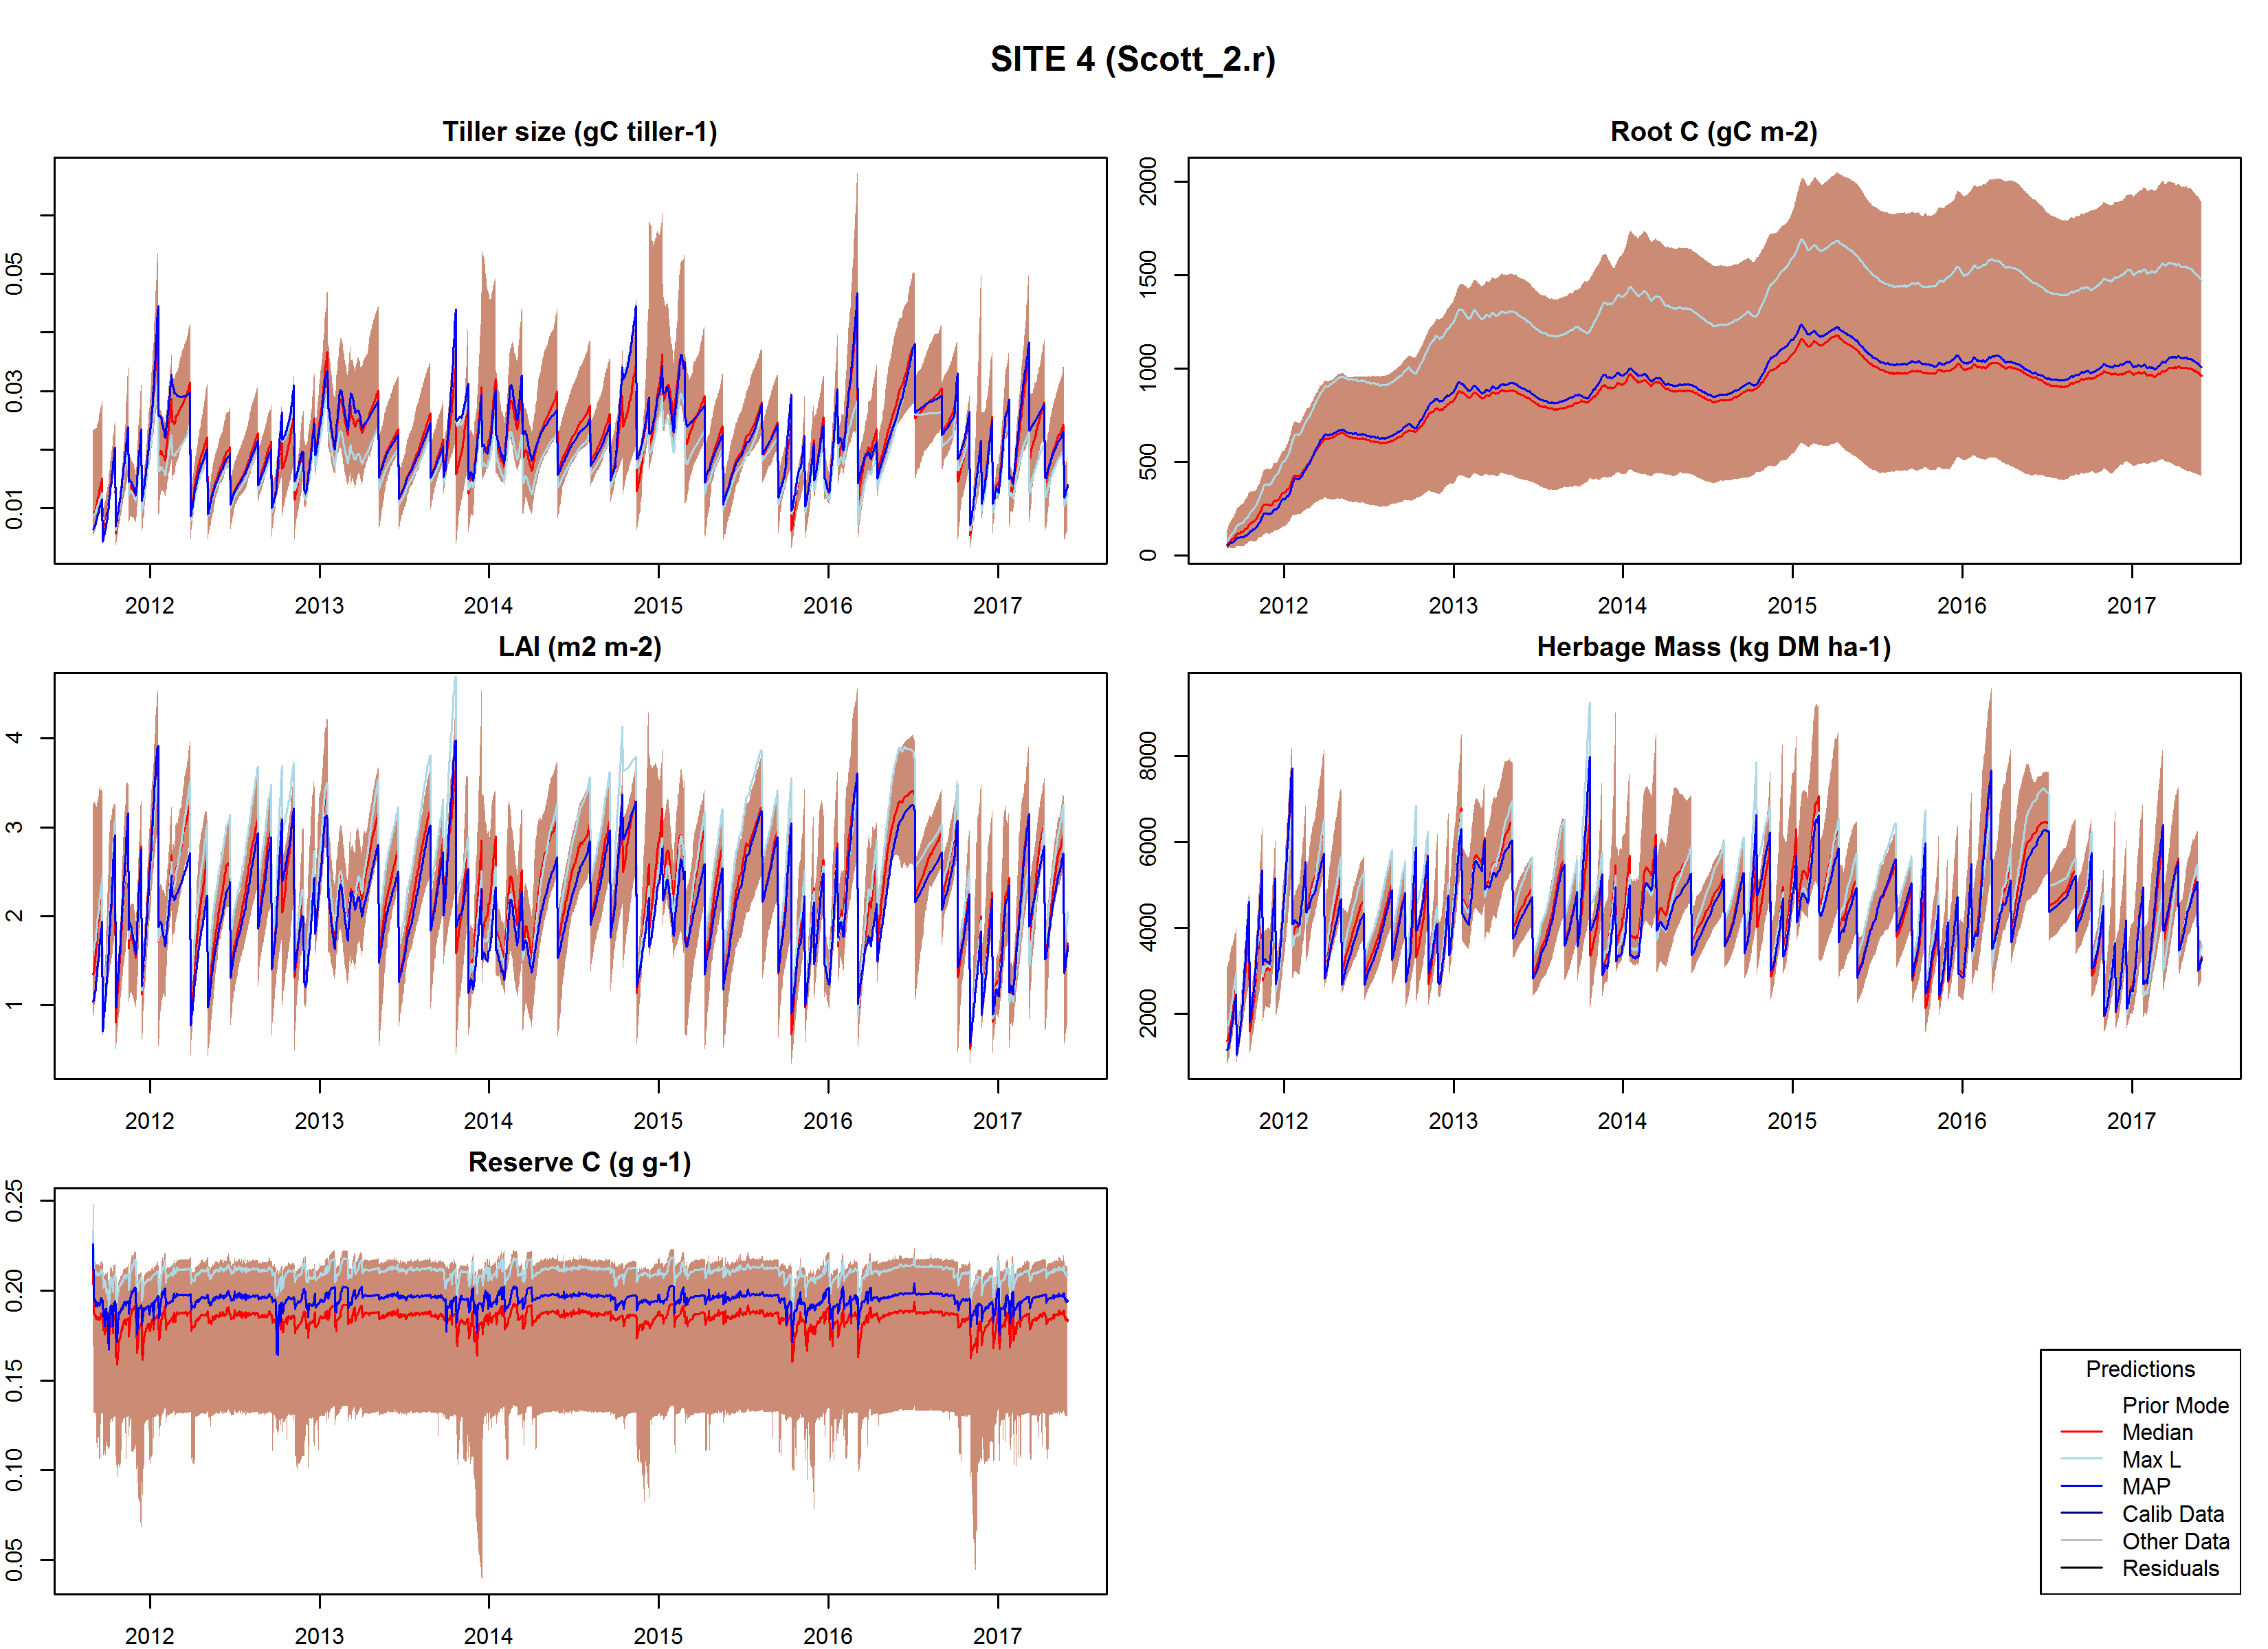 SITE 4 (Scott_2.r)
Tiller size (gC tiller-1)
0.01 0.03 0.05
2012 2013 2014 2015 2016 2017
Root C (gC m-2)
0 500 1000 1500 2000
2012 2013 2014 2015 2016 2017
LAI (m2 m-2)
1 2 3 4
2012 2013 2014 2015 2016 2017
Herbage Mass (kg DM ha-1)
2000 4000 6000 8000
2012 2013 2014 2015 2016 2017
Reserve C (g g-1)
0.05 0.10 0.15 0.20 0.25
2012 2013 2014 2015 2016 2017
Predictions
Prior Mode
Median
Max L
MAP
Calib Data
Other Data
Residuals